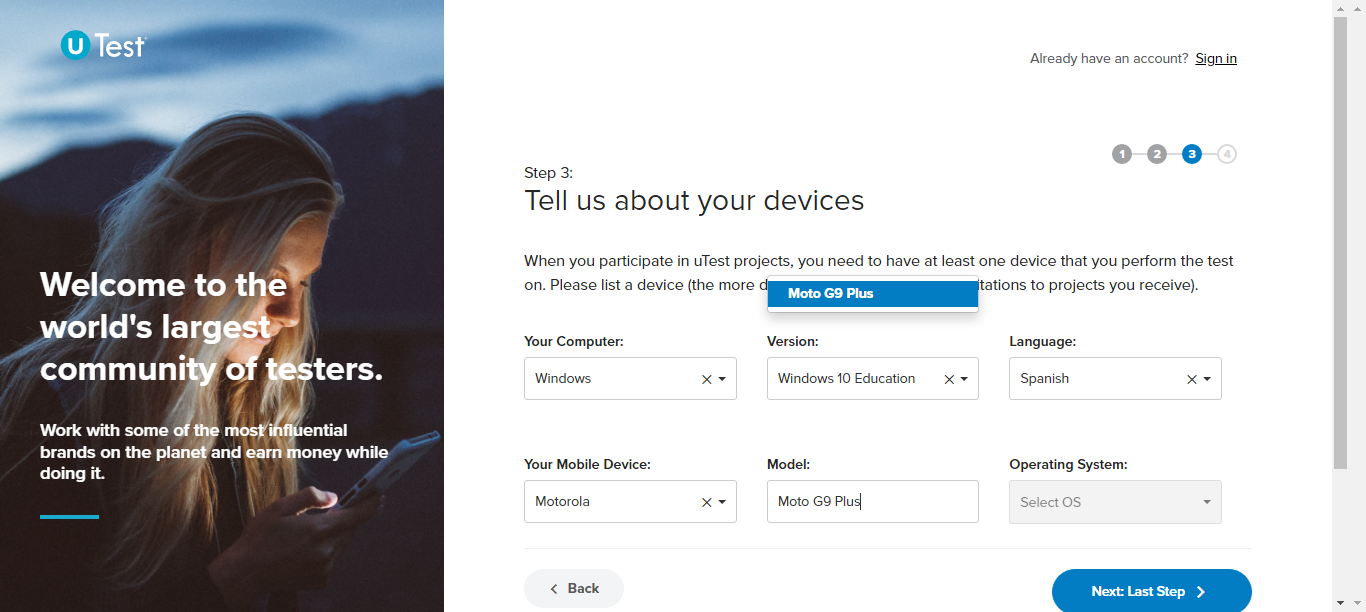 uTest
Already have an account? Sign in
1 2 3 4
Step 3:
Tell us about your devices
When you participate in uTest projects, you need to have at least one device that you perform the test
on. Please list a device (the more d
Moto G9 Plus
tations to projects you receive).
Welcome to the
world's largest
community of testers.
Work with some of the most influential
brands on the planet and earn money while
doing it.
Your Computer: Version: Language:
Windows Windows 10 Education Spanish
Your Mobile Device: Model: Operating System:
Motorola Moto G9 Plus Select OS
Back Next: Last Step